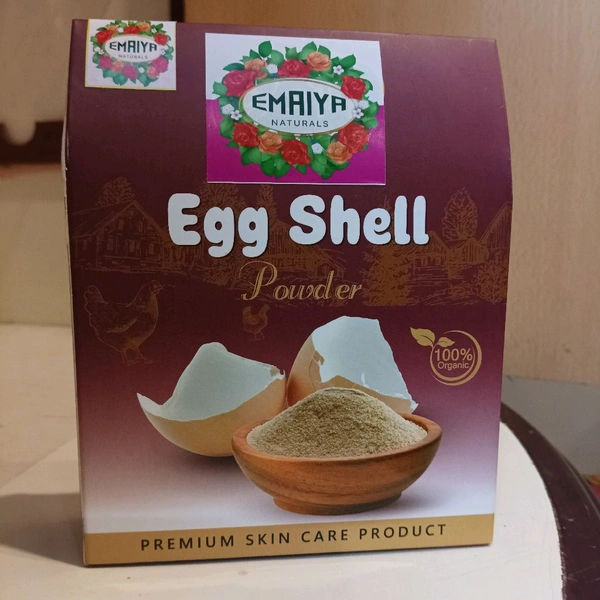 EMAIYA
NATURALS
EMAIYA
NATURALS
Egg Shell
Powder
100%
Organic
PREMIUM SKIN CARE PRODUCT